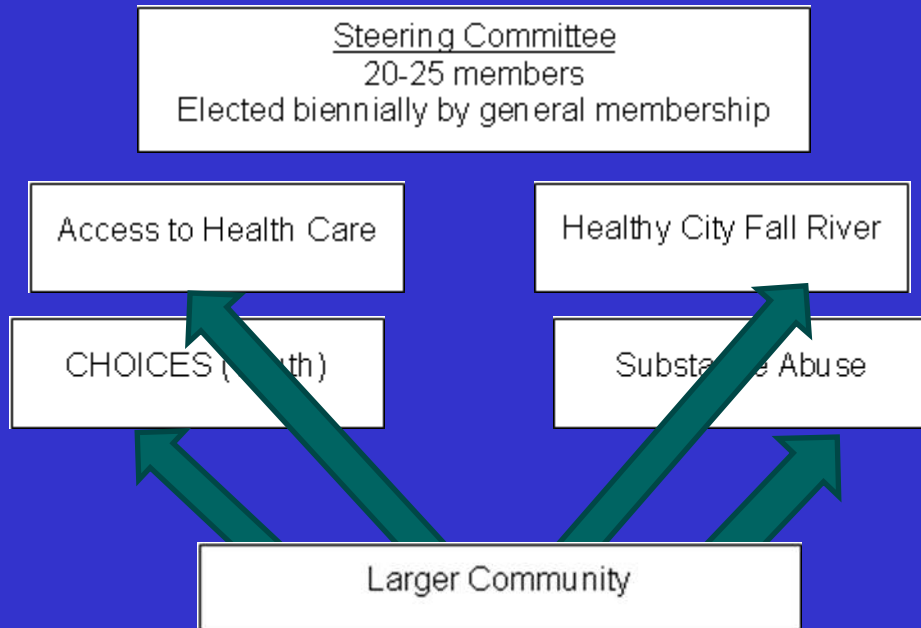 Steering Committee
20-25 members
Elected biennially by general membership
Access to Health Care
Healthy City Fall River
CHOICES (
Abuse
Larger Community